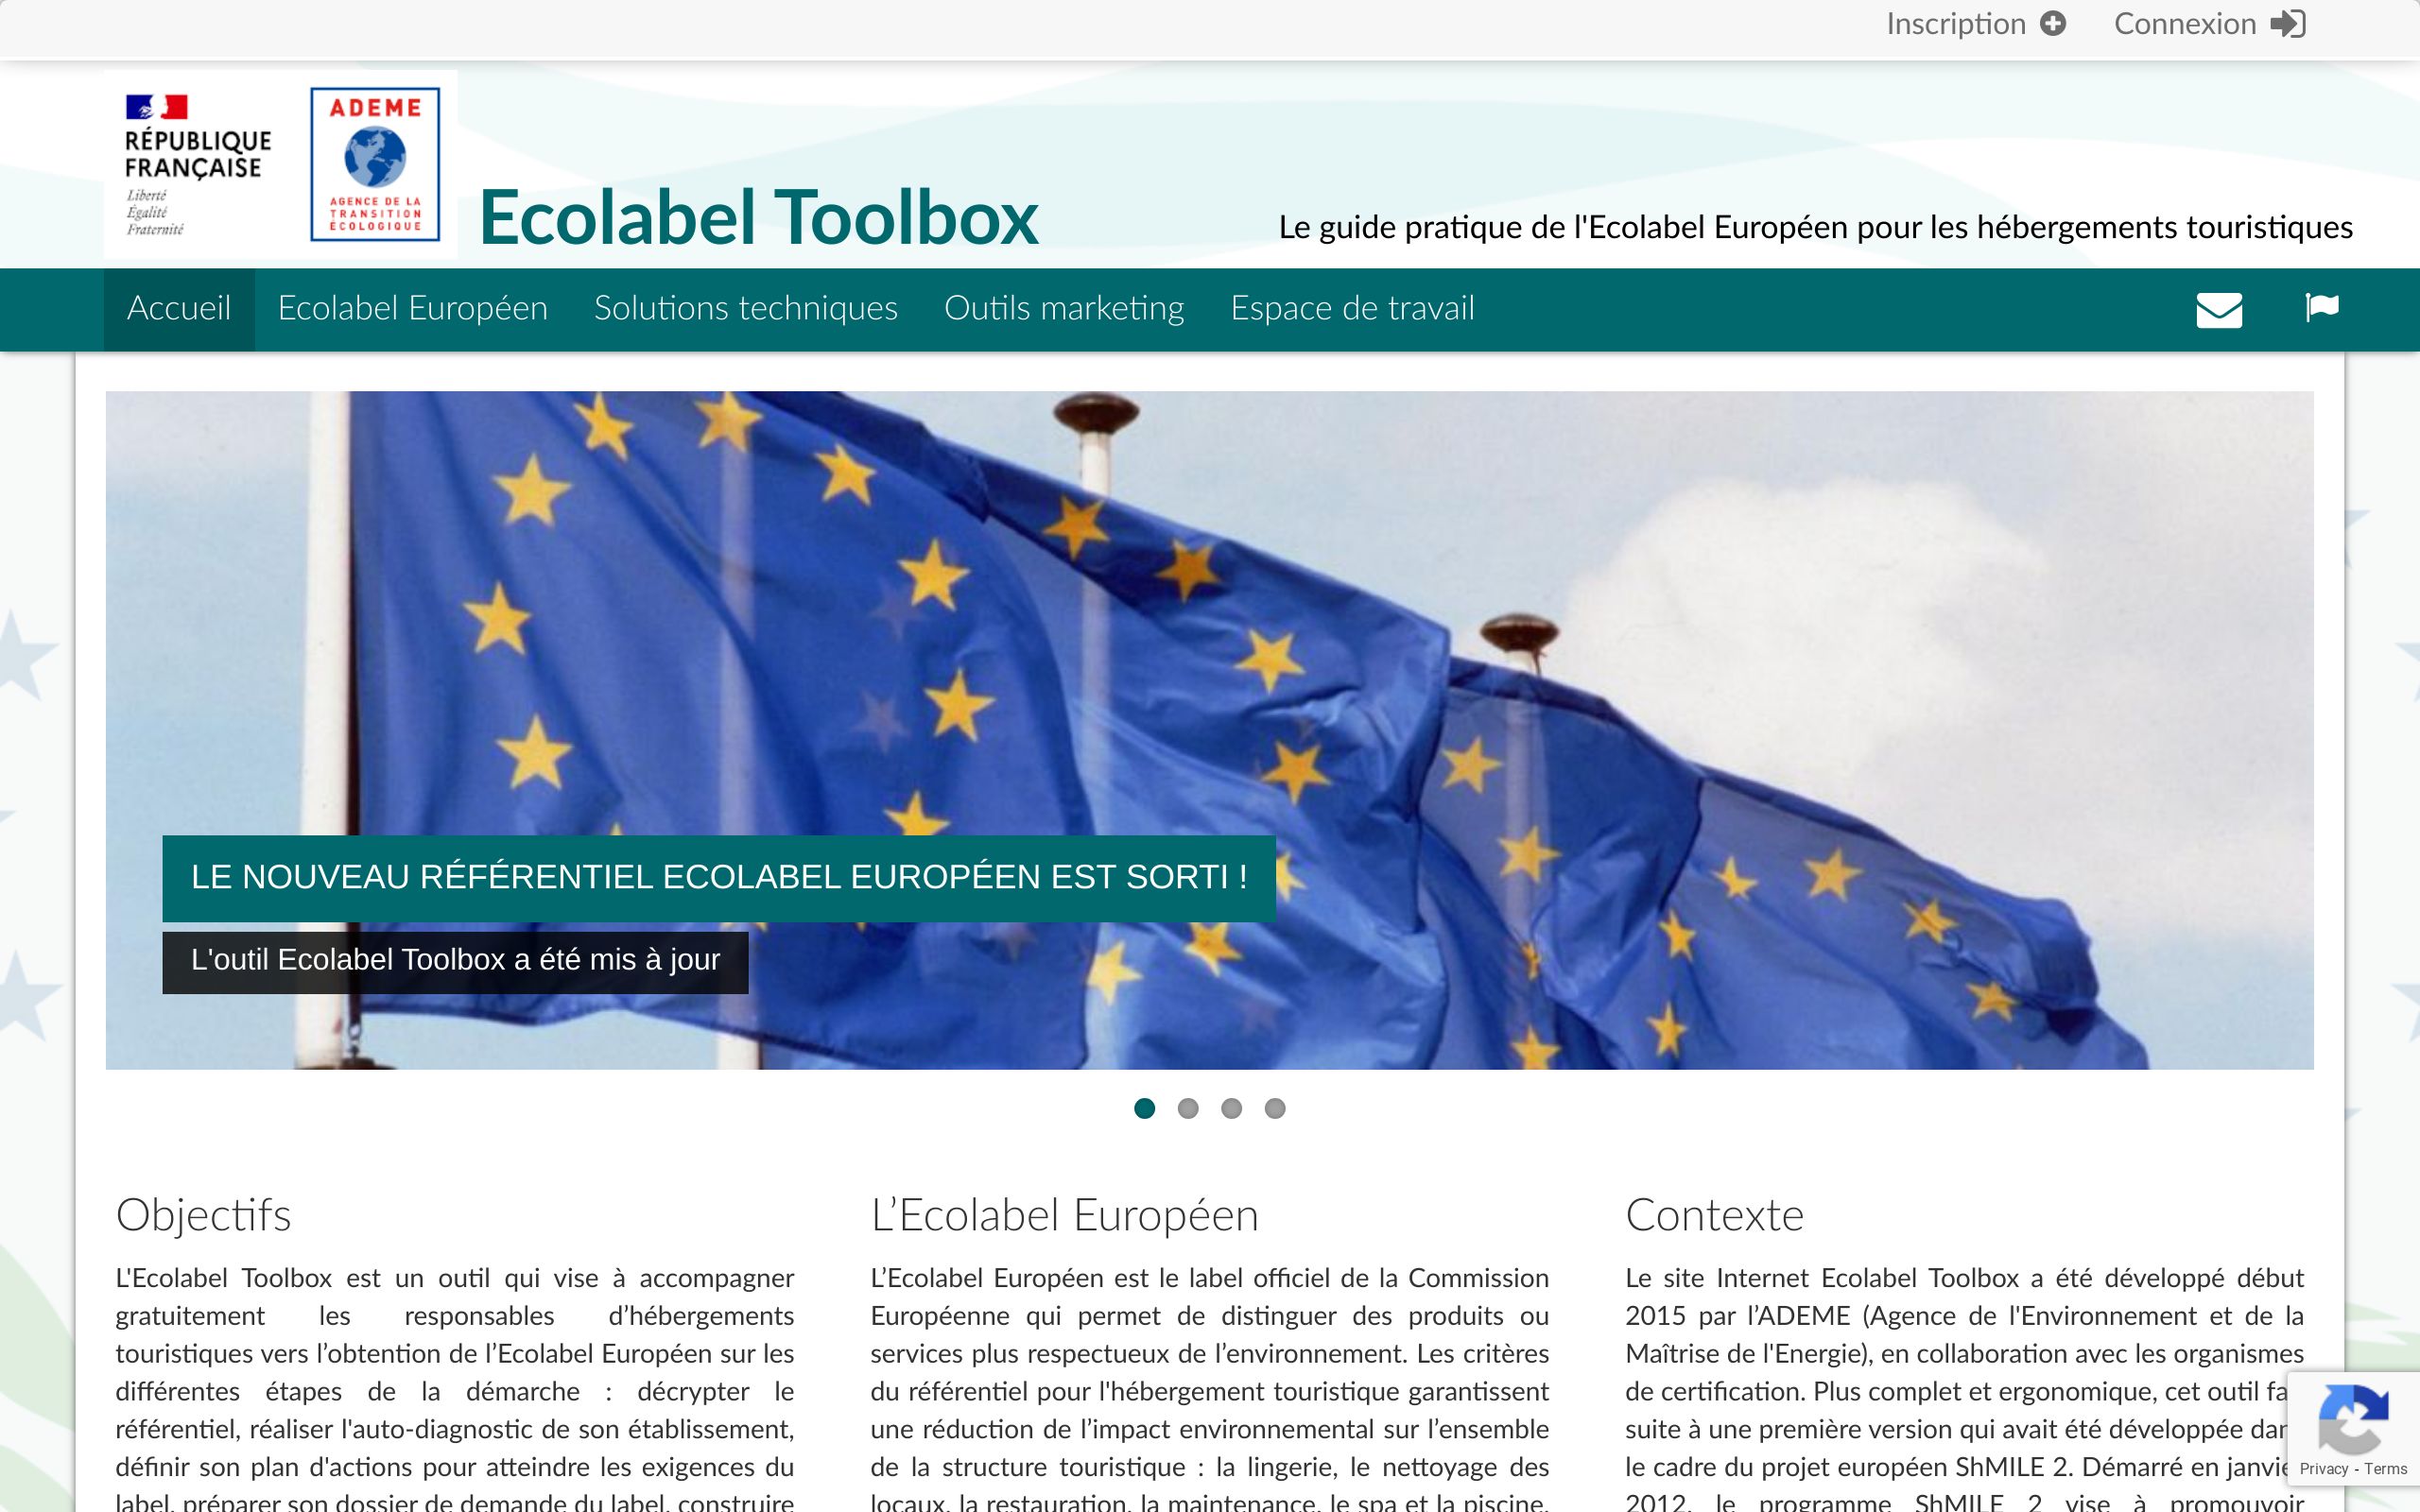 Inscription
Connexion
RÉPUBLIQUE
FRANÇAISE
Liberté
Égalité
Fraternité
ADEME
AGENCE DE LA
TRANSITION
ÉCOLOGIQUE
Ecolabel Toolbox
Le guide pratique de l'Ecolabel Européen pour les hébergements touristiques
Accueil
Ecolabel Européen
Solutions techniques
Outils marketing
Espace de travail
LE NOUVEAU RÉFÉRENTIEL ECOLABEL EUROPÉEN EST SORTI !
L'outil Ecolabel Toolbox a été mis à jour
Objectifs
L'Ecolabel Toolbox est un outil qui vise à accompagner
gratuitement les responsables d’hébergements
touristiques vers l’obtention de l’Ecolabel Européen sur les
différentes étapes de la démarche : décrypter le
référentiel, réaliser l'auto-diagnostic de son établissement,
définir son plan d'actions pour atteindre les exigences du
label, préparer son dossier de demande du label, construire
L’Ecolabel Européen
L’Ecolabel Européen est le label officiel de la Commission
Européenne qui permet de distinguer des produits ou
services plus respectueux de l’environnement. Les critères
du référentiel pour l'hébergement touristique garantissent
une réduction de l’impact environnemental sur l’ensemble
de la structure touristique : la lingerie, le nettoyage des
locaux, la restauration, la maintenance, le spa et la piscine,
Contexte
Le site Internet Ecolabel Toolbox a été développé début
2015 par l’ADEME (Agence de l'Environnement et de la
Maîtrise de l'Energie), en collaboration avec les organismes
de certification. Plus complet et ergonomique, cet outil fa
suite à une première version qui avait été développée dan
le cadre du projet européen ShMILE 2. Démarré en janvie
2012, le programme ShMILE 2 vise à promouvoir
Privacy - Terms